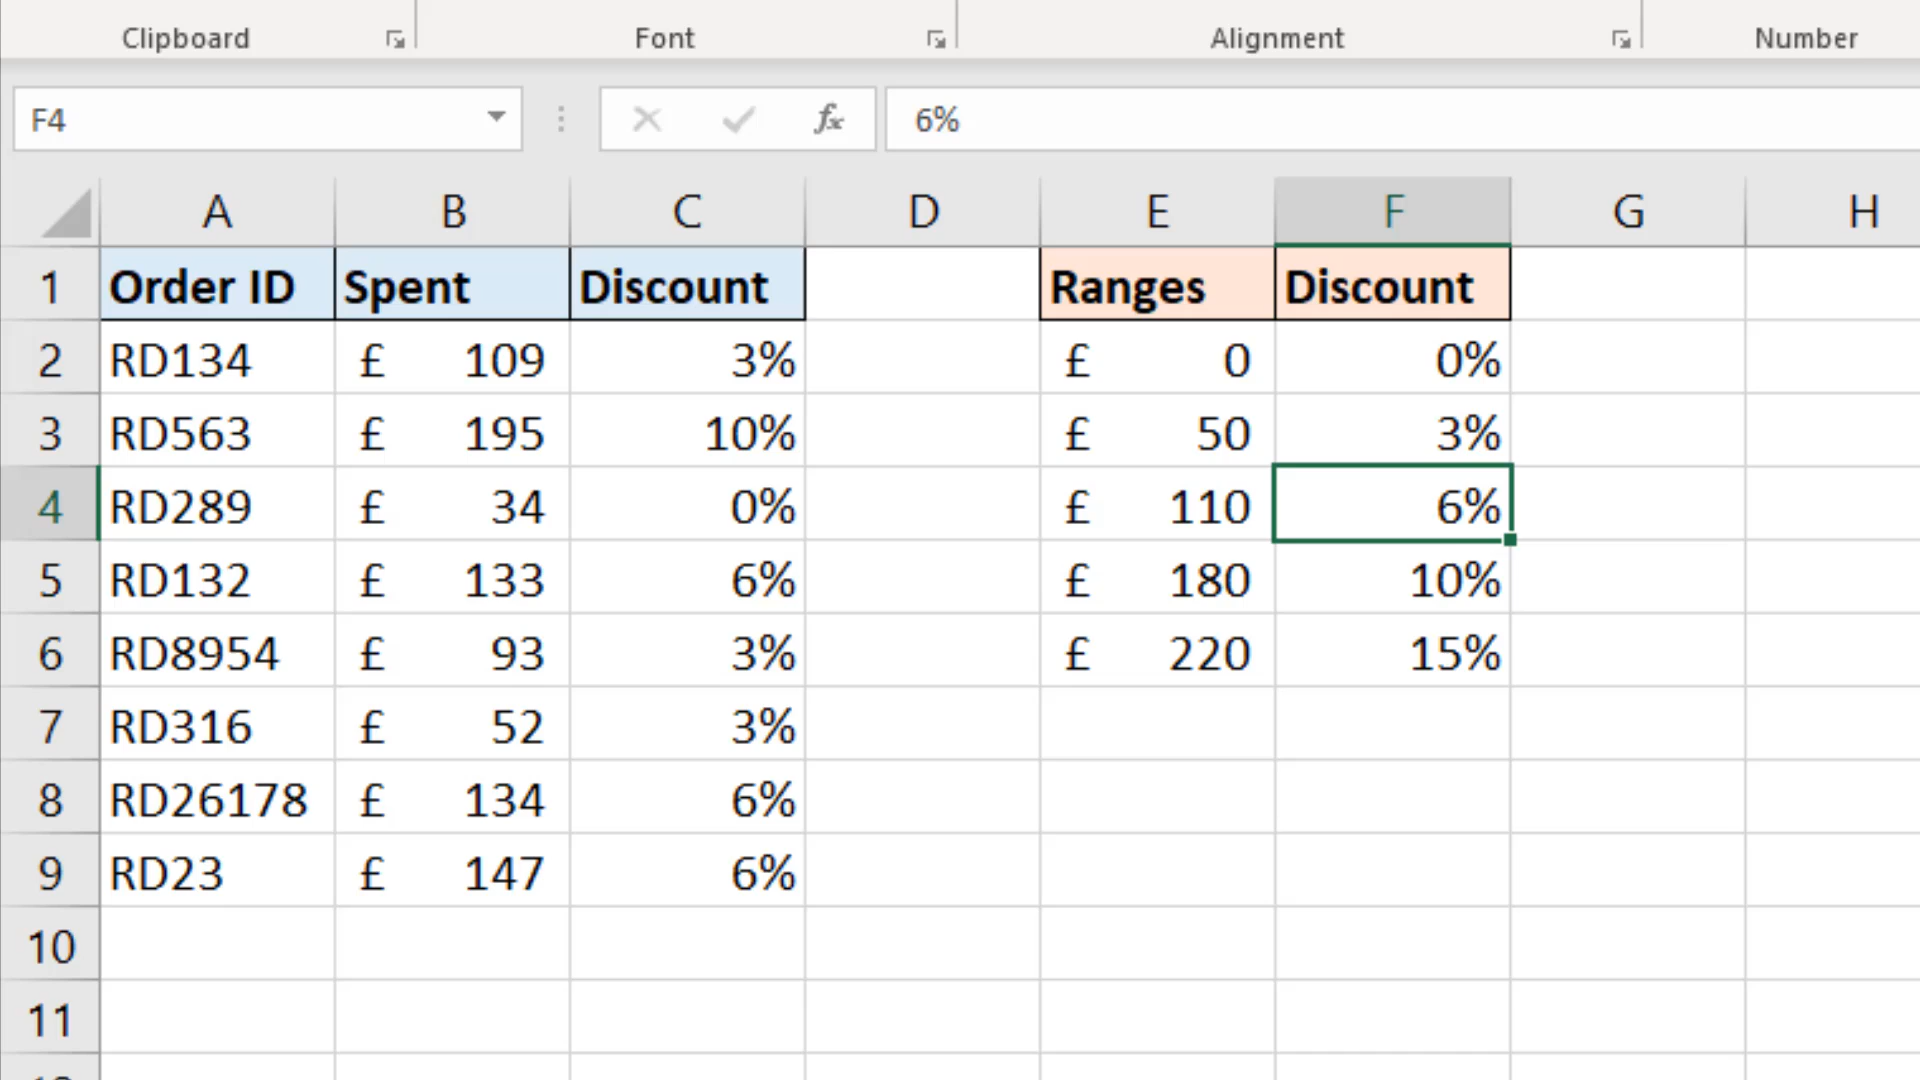 Clipboard Font Alignment Number
F4 fx 6%
A B C D E F G H
1 Order ID Spent Discount Ranges Discount
2 RD134 £ 109 3% £ 0 0%
3 RD563 £ 195 10% £ 50 3%
4 RD289 £ 34 0% £ 110 6%
5 RD132 £ 133 6% £ 180 10%
6 RD8954 £ 93 3% £ 220 15%
7 RD316 £ 52 3%
8 RD26178 £ 134 6%
9 RD23 £ 147 6%
10
11